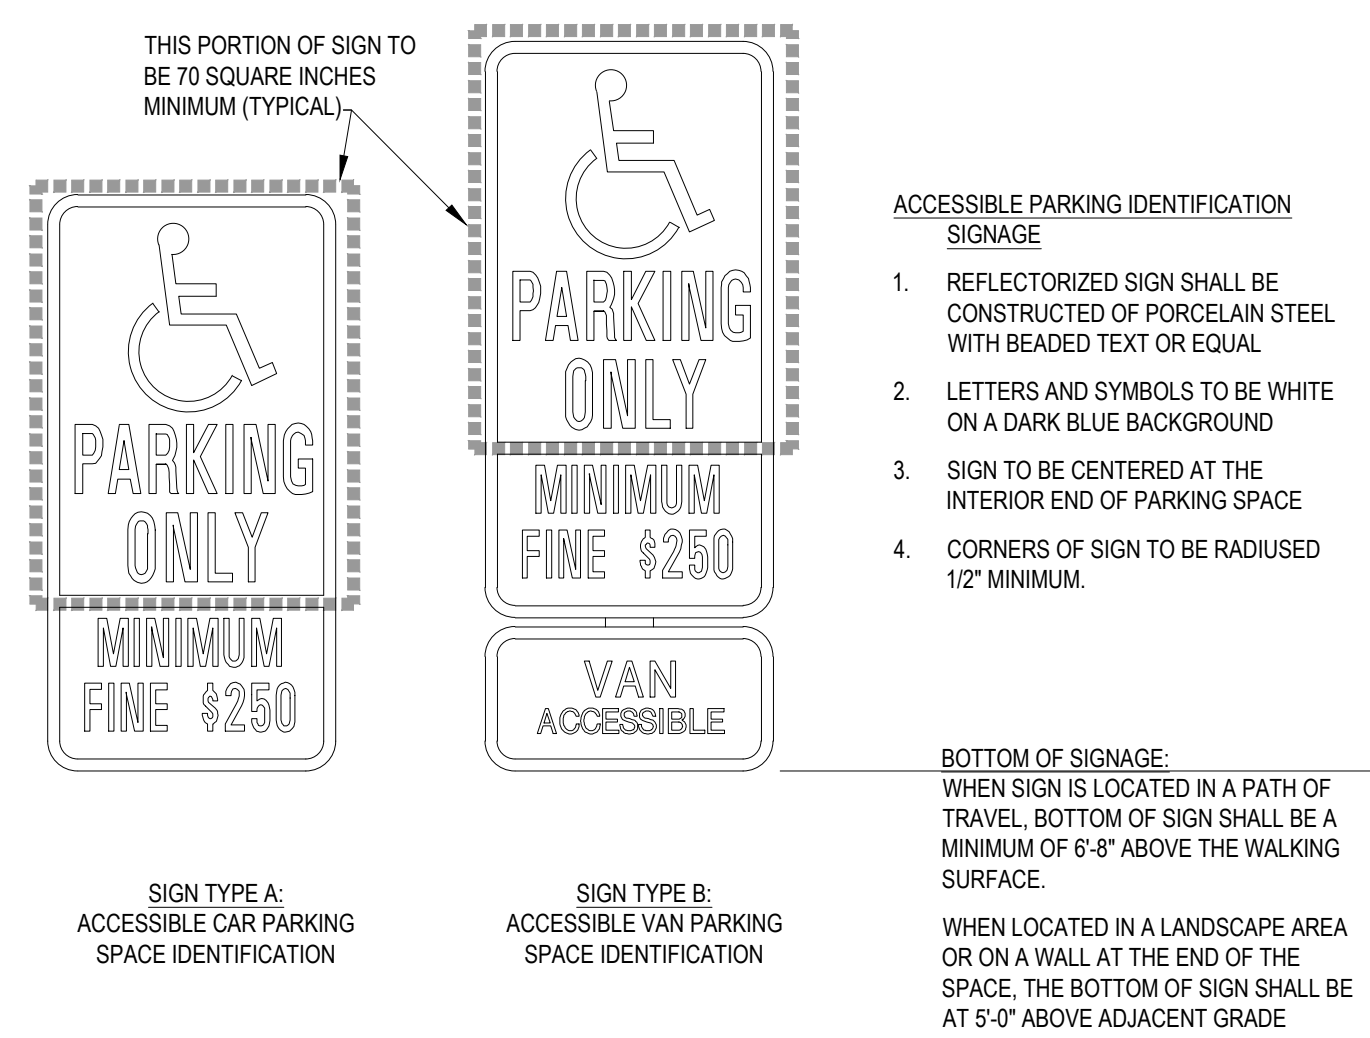 THIS PORTION OF SIGN TO
BE 70 SQUARE INCHES
MINIMUM (TYPICAL)
PARKING
ONLY
MINIMUM
FINE $250
PARKING
ONLY
MINIMUM
FINE $250
VAN
ACCESSIBLE
SIGN TYPE A:
ACCESSIBLE CAR PARKING
SPACE IDENTIFICATION
SIGN TYPE B:
ACCESSIBLE VAN PARKING
SPACE IDENTIFICATION
ACCESSIBLE PARKING IDENTIFICATION
SIGNAGE
1. REFLECTORIZED SIGN SHALL BE
CONSTRUCTED OF PORCELAIN STEEL
WITH BEADED TEXT OR EQUAL
2. LETTERS AND SYMBOLS TO BE WHITE
ON A DARK BLUE BACKGROUND
3. SIGN TO BE CENTERED AT THE
INTERIOR END OF PARKING SPACE
4. CORNERS OF SIGN TO BE RADIUSED
1/2" MINIMUM.
BOTTOM OF SIGNAGE:
WHEN SIGN IS LOCATED IN A PATH OF
TRAVEL, BOTTOM OF SIGN SHALL BE A
MINIMUM OF 6'-8" ABOVE THE WALKING
SURFACE.
WHEN LOCATED IN A LANDSCAPE AREA
OR ON A WALL AT THE END OF THE
SPACE, THE BOTTOM OF SIGN SHALL BE
AT 5'-0" ABOVE ADJACENT GRADE